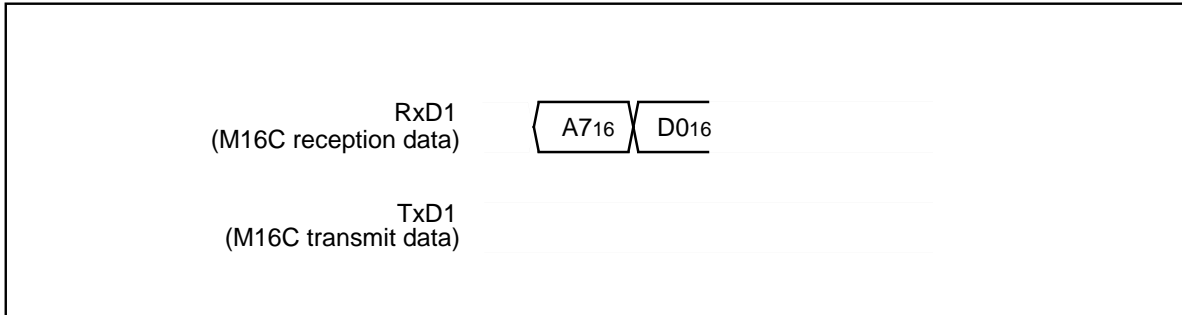 RxD1
(M16C reception data)
A716 D016
TxD1
(M16C transmit data)